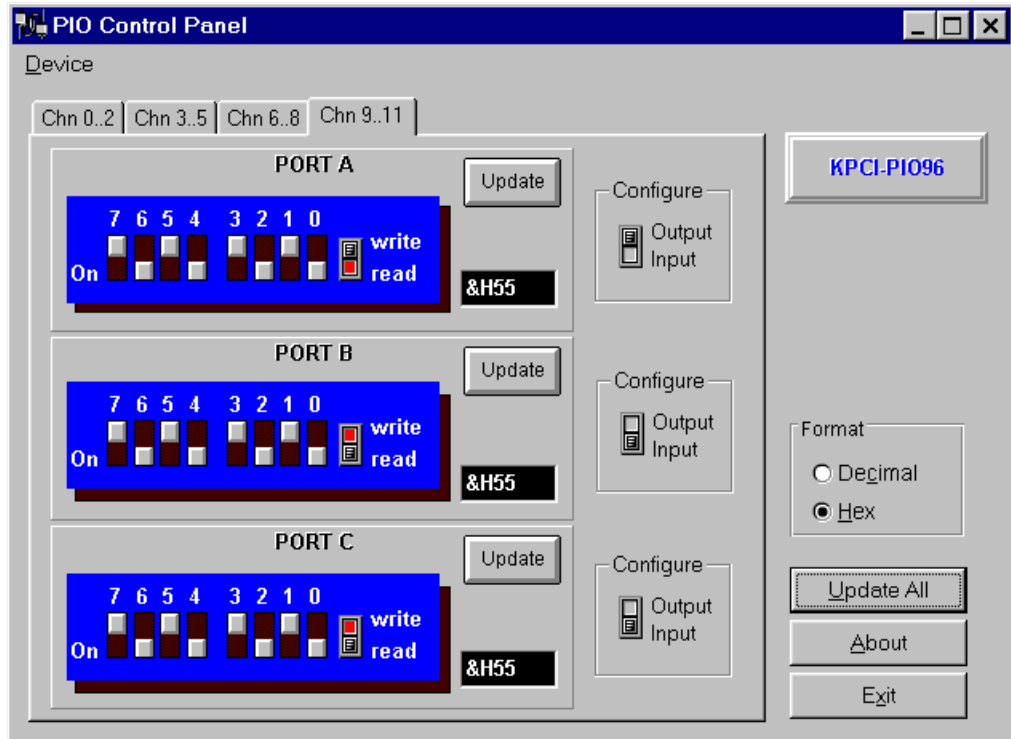 PIO Control Panel
Device
Chn 0..2 Chn 3..5 Chn 6..8 Chn 9..11
KPCI-PIO96
PORT A
Update
7 6 5 4 3 2 1 0
write
On
read
&H55
Configure
Output
Input
PORT B
Update
7 6 5 4 3 2 1 0
write
On
read
&H55
Configure
Output
Input
PORT C
Update
7 6 5 4 3 2 1 0
write
On
read
&H55
Configure
Output
Input
Format
Decimal
Hex
Update All
About
Exit